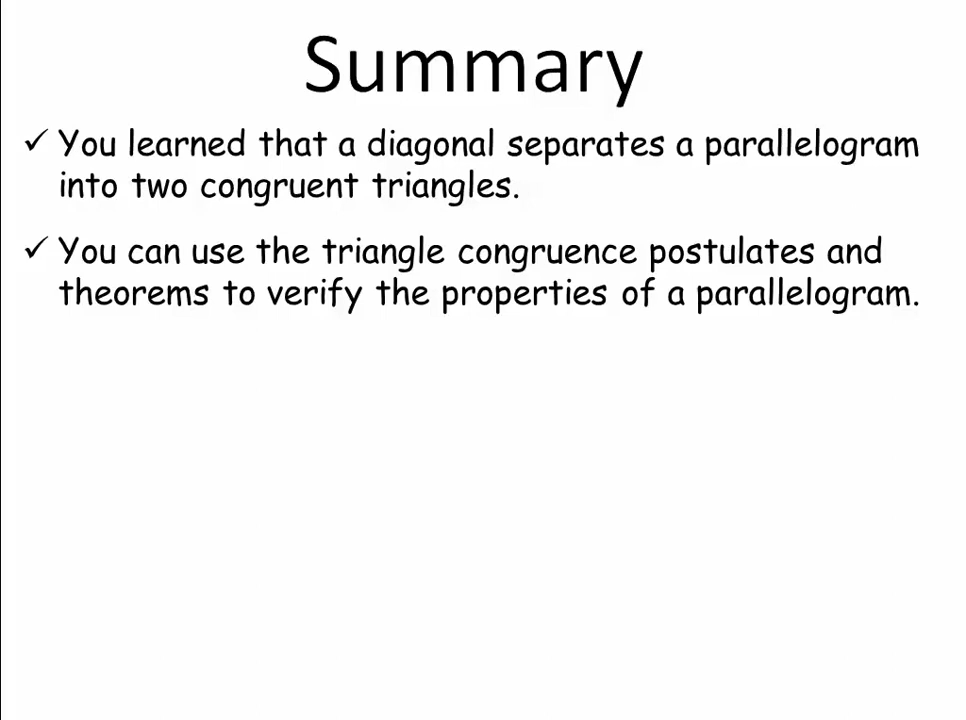 Summary
✓ You learned that a diagonal separates a parallelogram
into two congruent triangles.
✓ You can use the triangle congruence postulates and
theorems to verify the properties of a parallelogram.